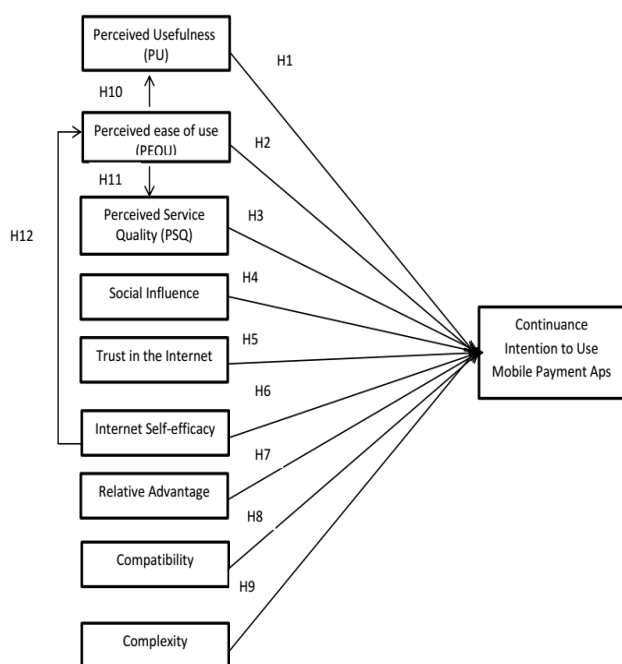 Perceived Usefulness
(PU)
H1
H10
Perceived ease of use
(PEOU)
H2
H11
H12
Perceived Service
Quality (PSQ)
H3
Social Influence
H4
Trust in the Internet
H5
Internet Self-efficacy
H6
Relative Advantage
H7
Compatibility
H8
Complexity
H9
Continuance
Intention to Use
Mobile Payment Aps